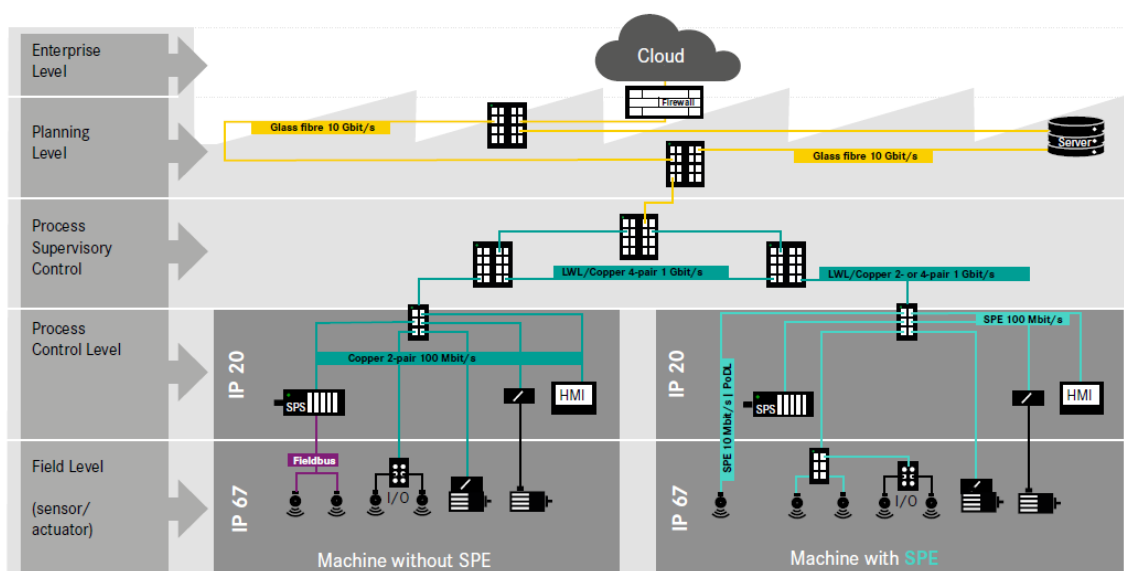 Enterprise
Level
Cloud
Firewall
Planning
Level
Glass fibre 10 Gbit/s
Server
Glass fibre 10 Gbit/s
Process
Supervisory
Control
LWL/Copper 4-pair 1 Gbit/s
LWL/Copper 2- or 4-pair 1 Gbit/s
Process
Control Level
IP 20
Copper 2-pair 100 Mbit/s
SPS
HMI
IP 20
SPE 100 Mbit/s
SPE 10 Mbit/s | PoDL
SPS
HMI
Field Level
(sensor/
actuator)
IP 67
Fieldbus
I/O
Machine without SPE
IP 67
I/O
Machine with SPE